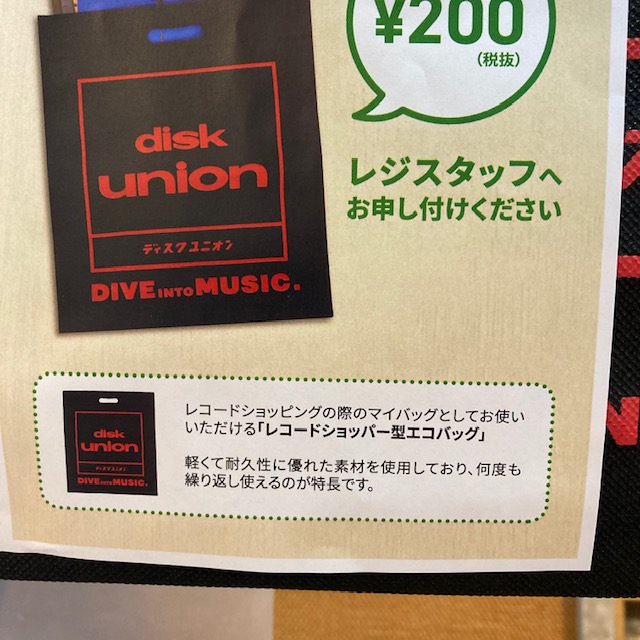 ¥200
(税抜)
disk
union
ディスクユニオン
DIVE INTO MUSIC.
レジスタッフへ
お申し付けください
disk
union
ディスクユニオン
DIVE INTO MUSIC.
レコードショッピングの際のマイバッグとしてお使い
いただける「レコードショッパー型エコバッグ」
軽くて耐久性に優れた素材を使用しており、何度も
繰り返し使えるのが特長です。